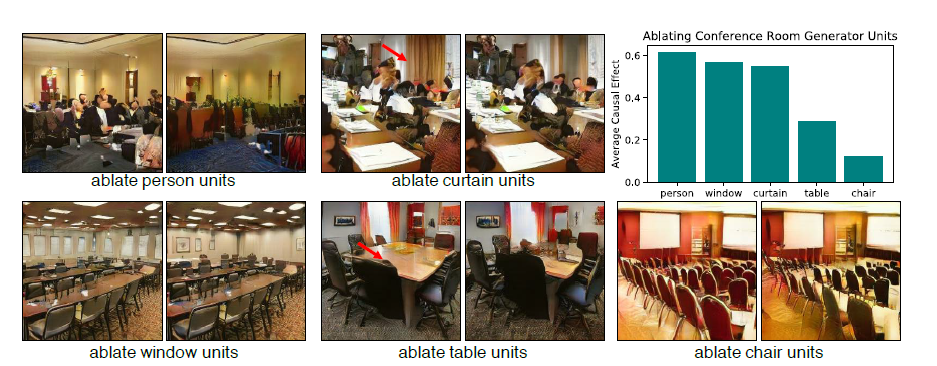 Ablating Conference Room Generator Units
Average Causal Effect
0.6
0.4
0.2
0.0
person window curtain table chair
ablate person units
ablate curtain units
ablate window units
ablate table units
ablate chair units